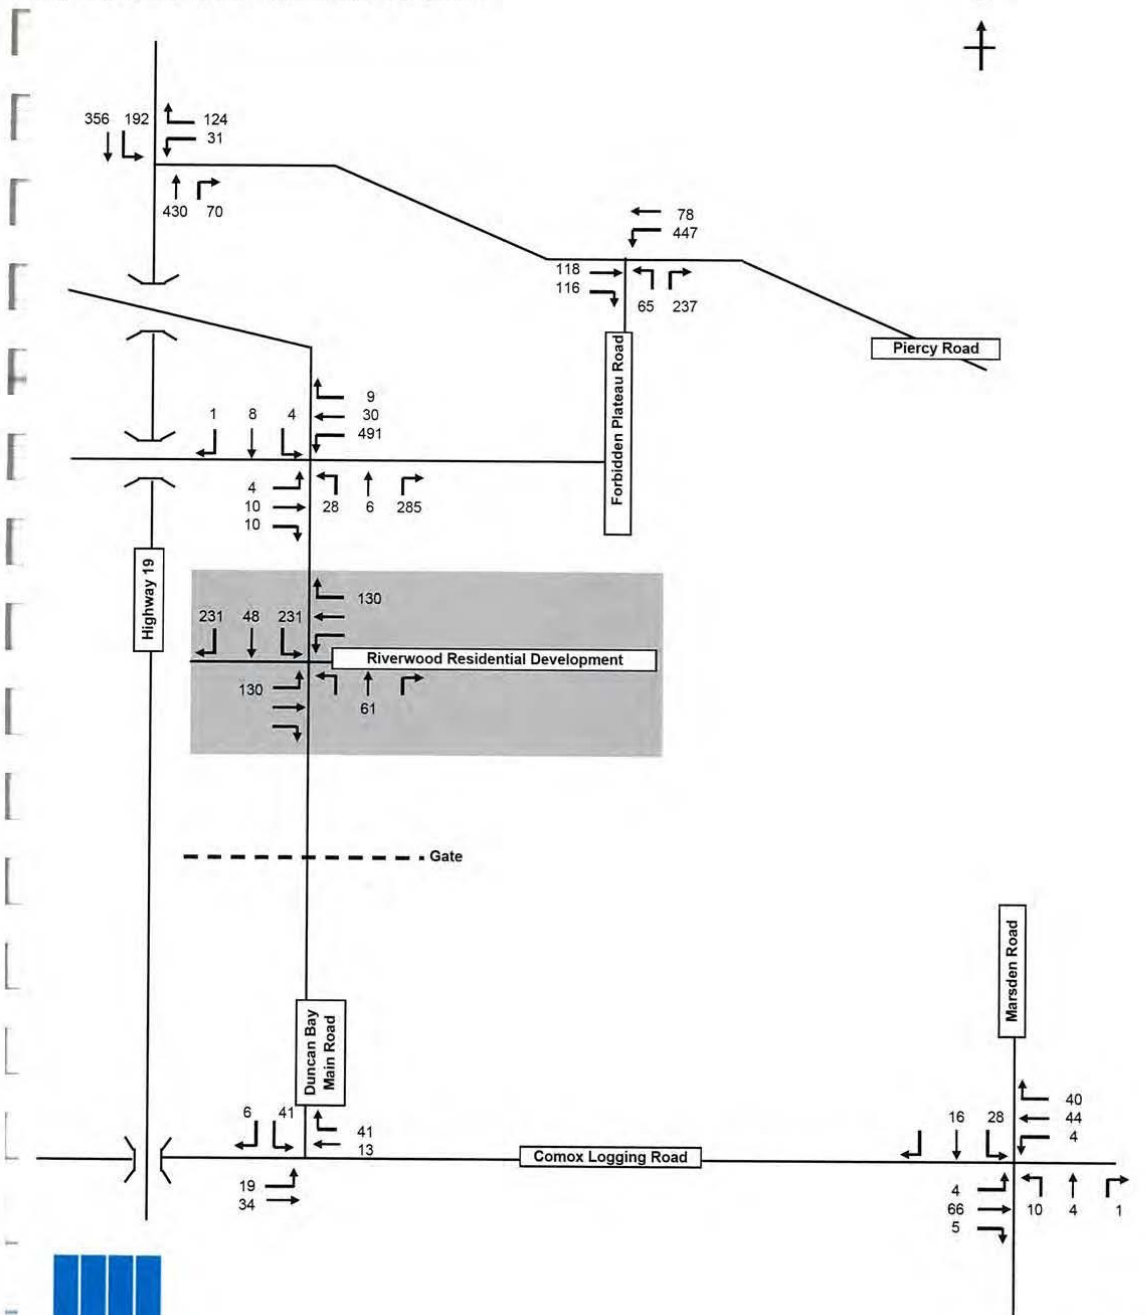 356 192 124
31
430 70
78
447
118
116
65 237
Piercy Road
Forbidden Plateau Road
9
1 8 4 30
491
4
10 28 6 285
10
Highway 19
130
231 48 231
Riverwood Residential Development
130
61
Gate
Marsden Road
Duncan Bay
Main Road
6 41
41
13
Comox Logging Road
19
34
40
16 28 44
4
4
66 10 4 1
5